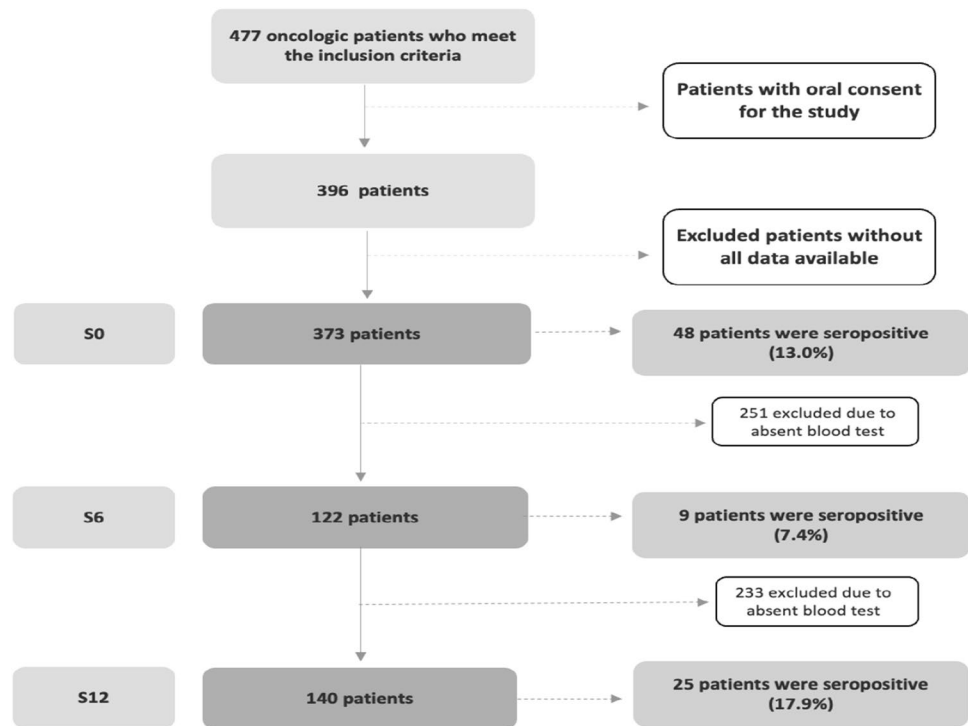 477 oncologic patients who meet
the inclusion criteria
Patients with oral consent
for the study
396 patients
Excluded patients without
all data available
S0
373 patients
48 patients were seropositive
(13.0%)
251 excluded due to
absent blood test
S6
122 patients
9 patients were seropositive
(7.4%)
233 excluded due to
absent blood test
S12
140 patients
25 patients were seropositive
(17.9%)